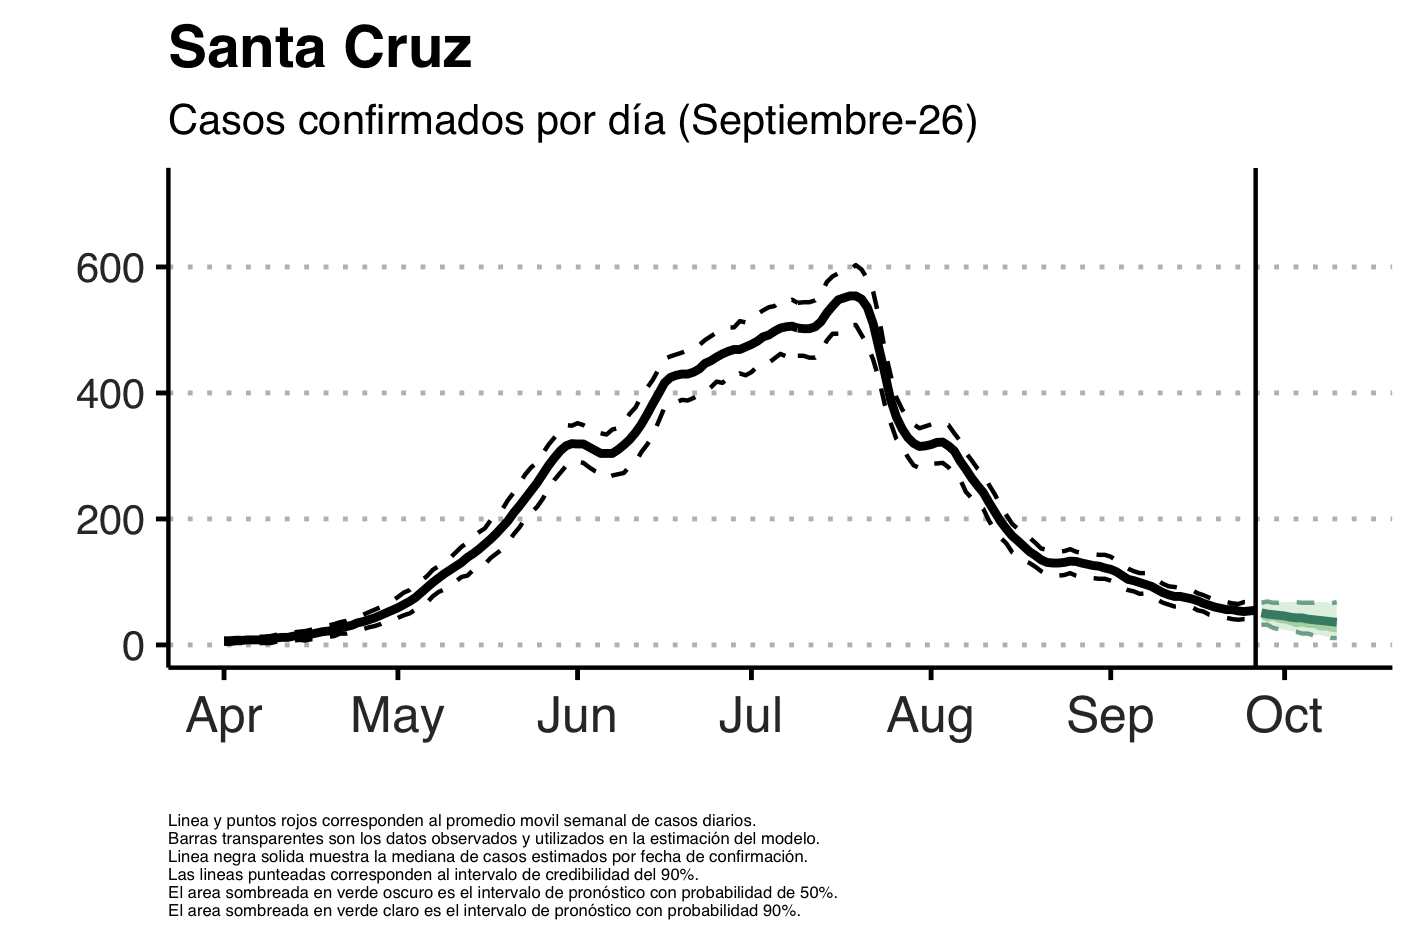 Santa Cruz
Casos confirmados por día (Septiembre-26)
600
400
200
0
Apr May Jun Jul Aug Sep Oct
Linea y puntos rojos corresponden al promedio movil semanal de casos diarios.
Barras transparentes son los datos observados y utilizados en la estimación del modelo.
Linea negra solida muestra la mediana de casos estimados por fecha de confirmación.
Las lineas punteadas corresponden al intervalo de credibilidad del 90%.
El area sombreada en verde oscuro es el intervalo de pronóstico con probabilidad de 50%.
El area sombreada en verde claro es el intervalo de pronóstico con probabilidad 90%.